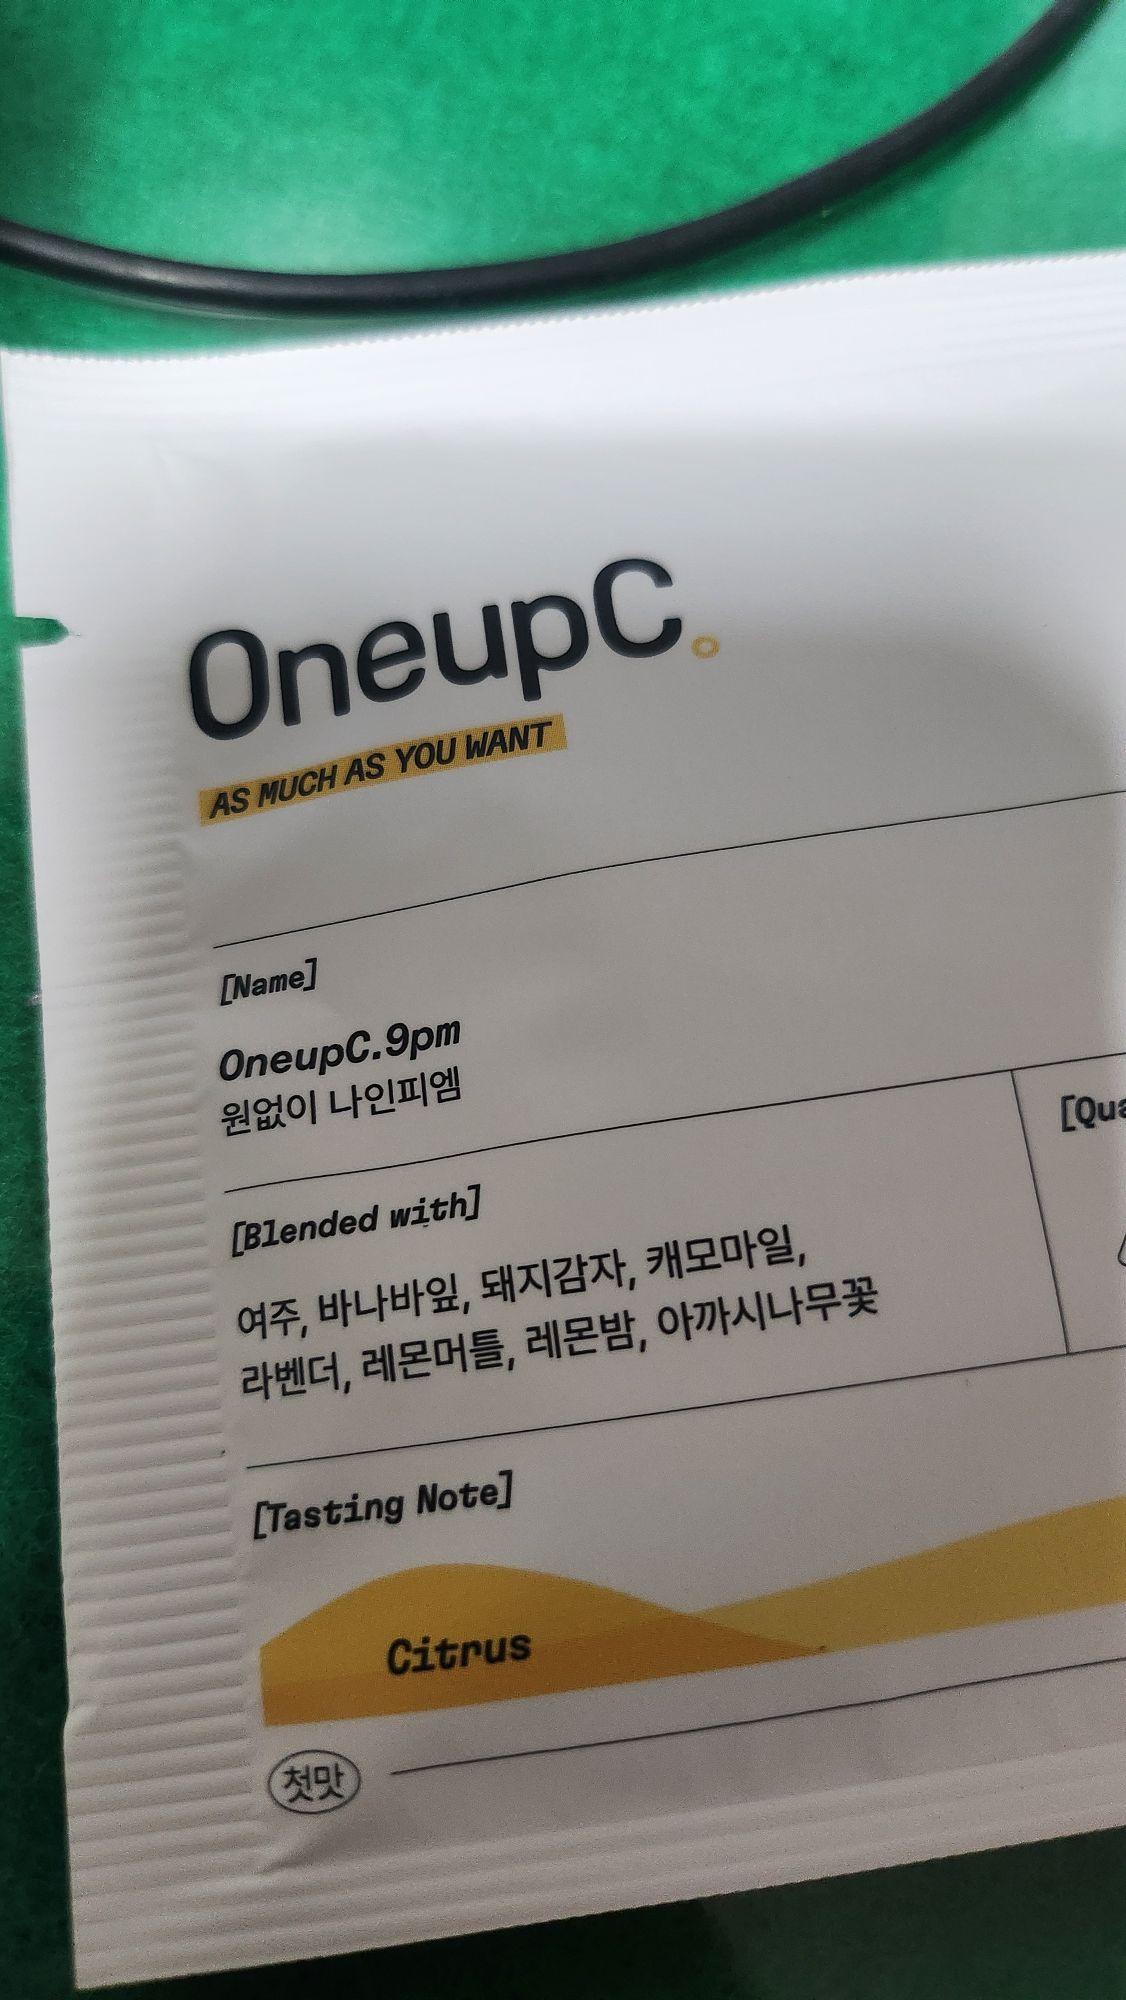 OneupC.
AS MUCH AS YOU WANT
[Name]
OneupC.9pm
원없이 나인피엠
[Blended with]
여주, 바나바잎, 돼지감자, 캐모마일,
라벤더, 레몬머틀, 레몬밤, 아까시나무꽃
[Tasting Note]
Citrus
첫맛